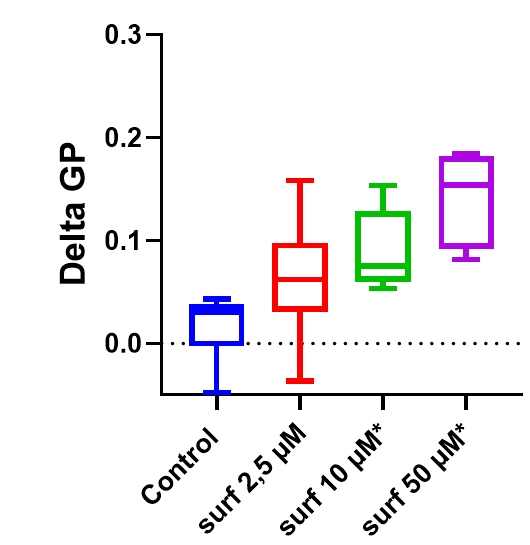 Delta GP
0.3
0.2
0.1
0.0
Control
surf 2,5 µM
surf 10 µM*
surf 50 µM*